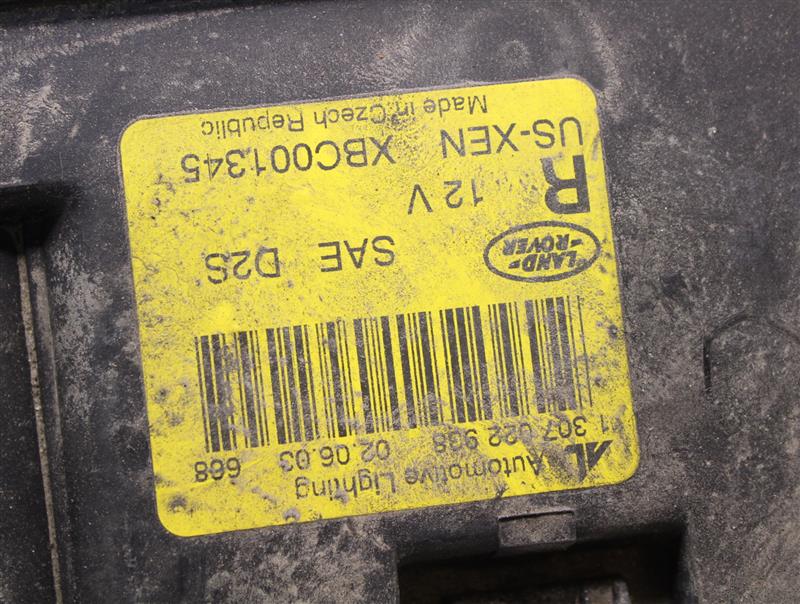 AL Automotive Lighting
1 307 022 938 02.06.03 668
LAND-
ROVER
SAE D2S
R 12 V
US-XEN XBC001345
Made in Czech Republic